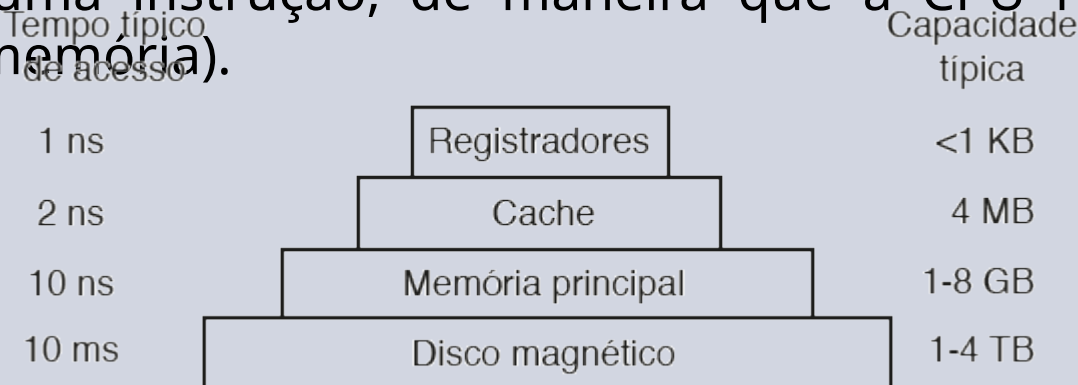 uma instrução, de maneira que a CPU
memória).
Tempo típico
de acesso
Capacidade
típica
1 ns Registradores <1 KB
2 ns Cache 4 MB
10 ns Memória principal 1-8 GB
10 ms Disco magnético 1-4 TB